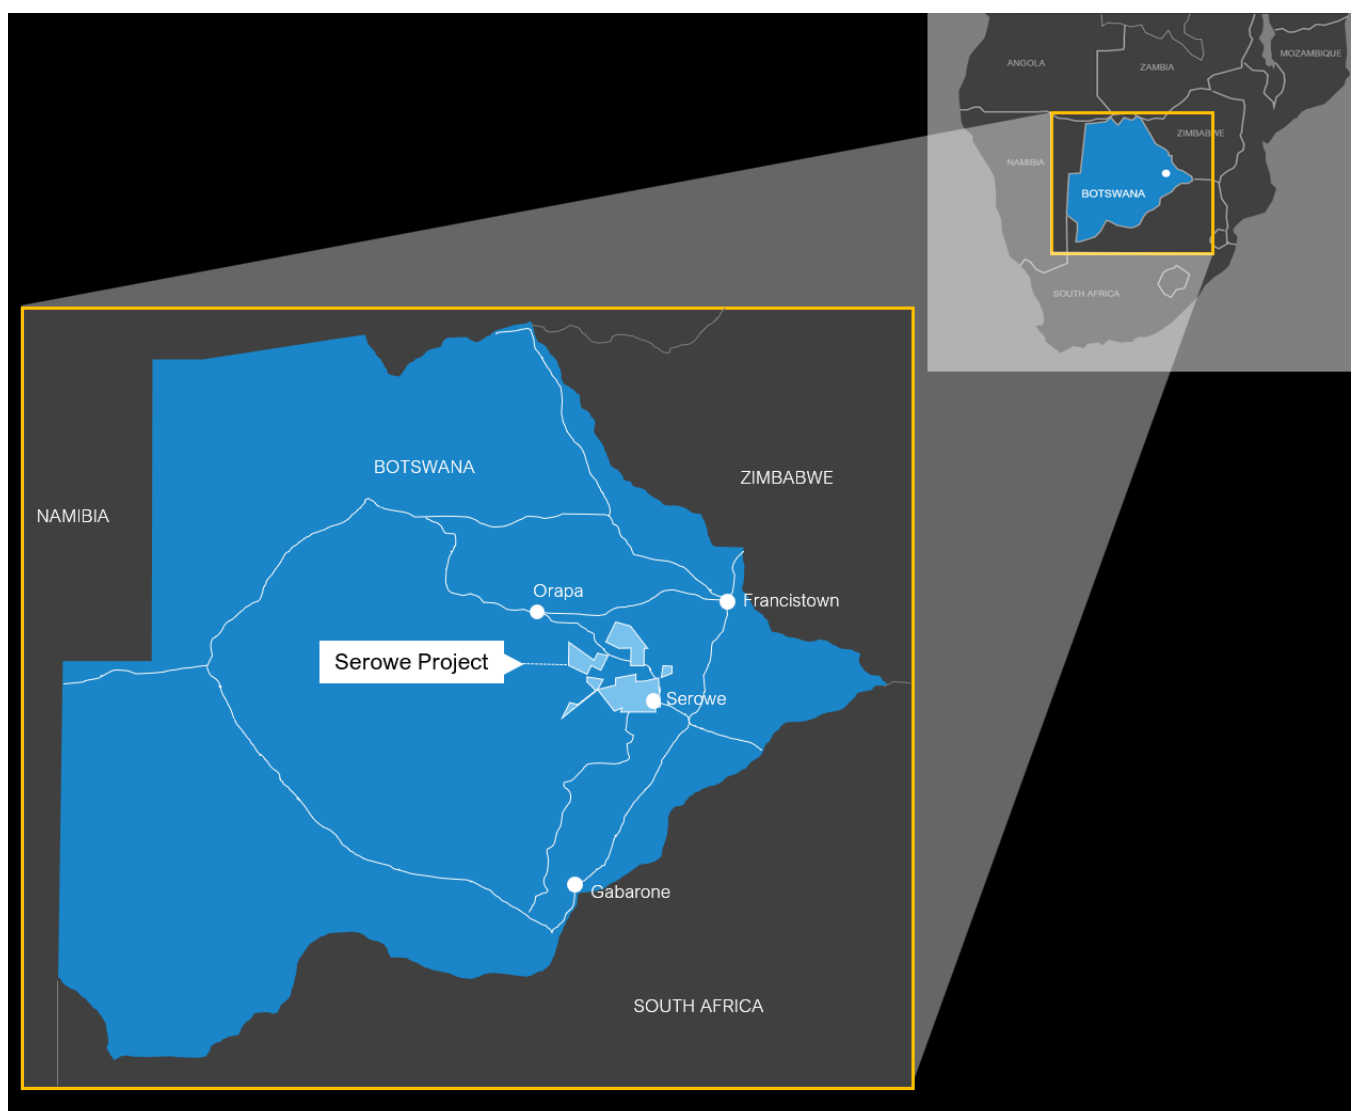 ANGOLA
ZAMBIA
MOZAMBIQUE
ZIMBABWE
NAMIBIA
BOTSWANA
SOUTH AFRICA
BOTSWANA
ZIMBABWE
NAMIBIA
Orapa
Francistown
Serowe Project
Serowe
Gabarone
SOUTH AFRICA